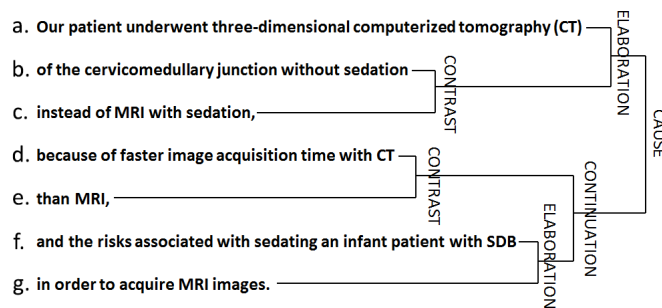 a. Our patient underwent three-dimensional computerized tomography (CT)
b. of the cervicomedullary junction without sedation
c. instead of MRI with sedation,
d. because of faster image acquisition time with CT
e. than MRI,
f. and the risks associated with sedating an infant patient with SDB
g. in order to acquire MRI images.
CONTRAST
CONTRAST
ELABORATION
CONTINUATION
ELABORATION
CAUSE